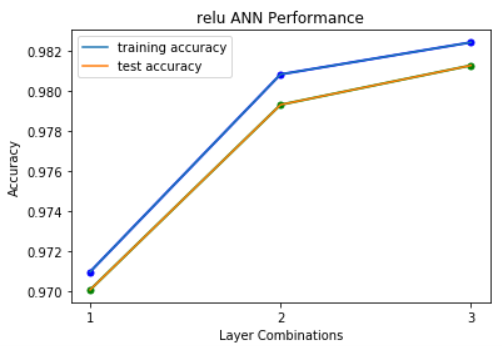 relu ANN Performance
training accuracy
test accuracy
0.982
0.980
0.978
0.976
0.974
0.972
0.970
Accuracy
1 2 3
Layer Combinations